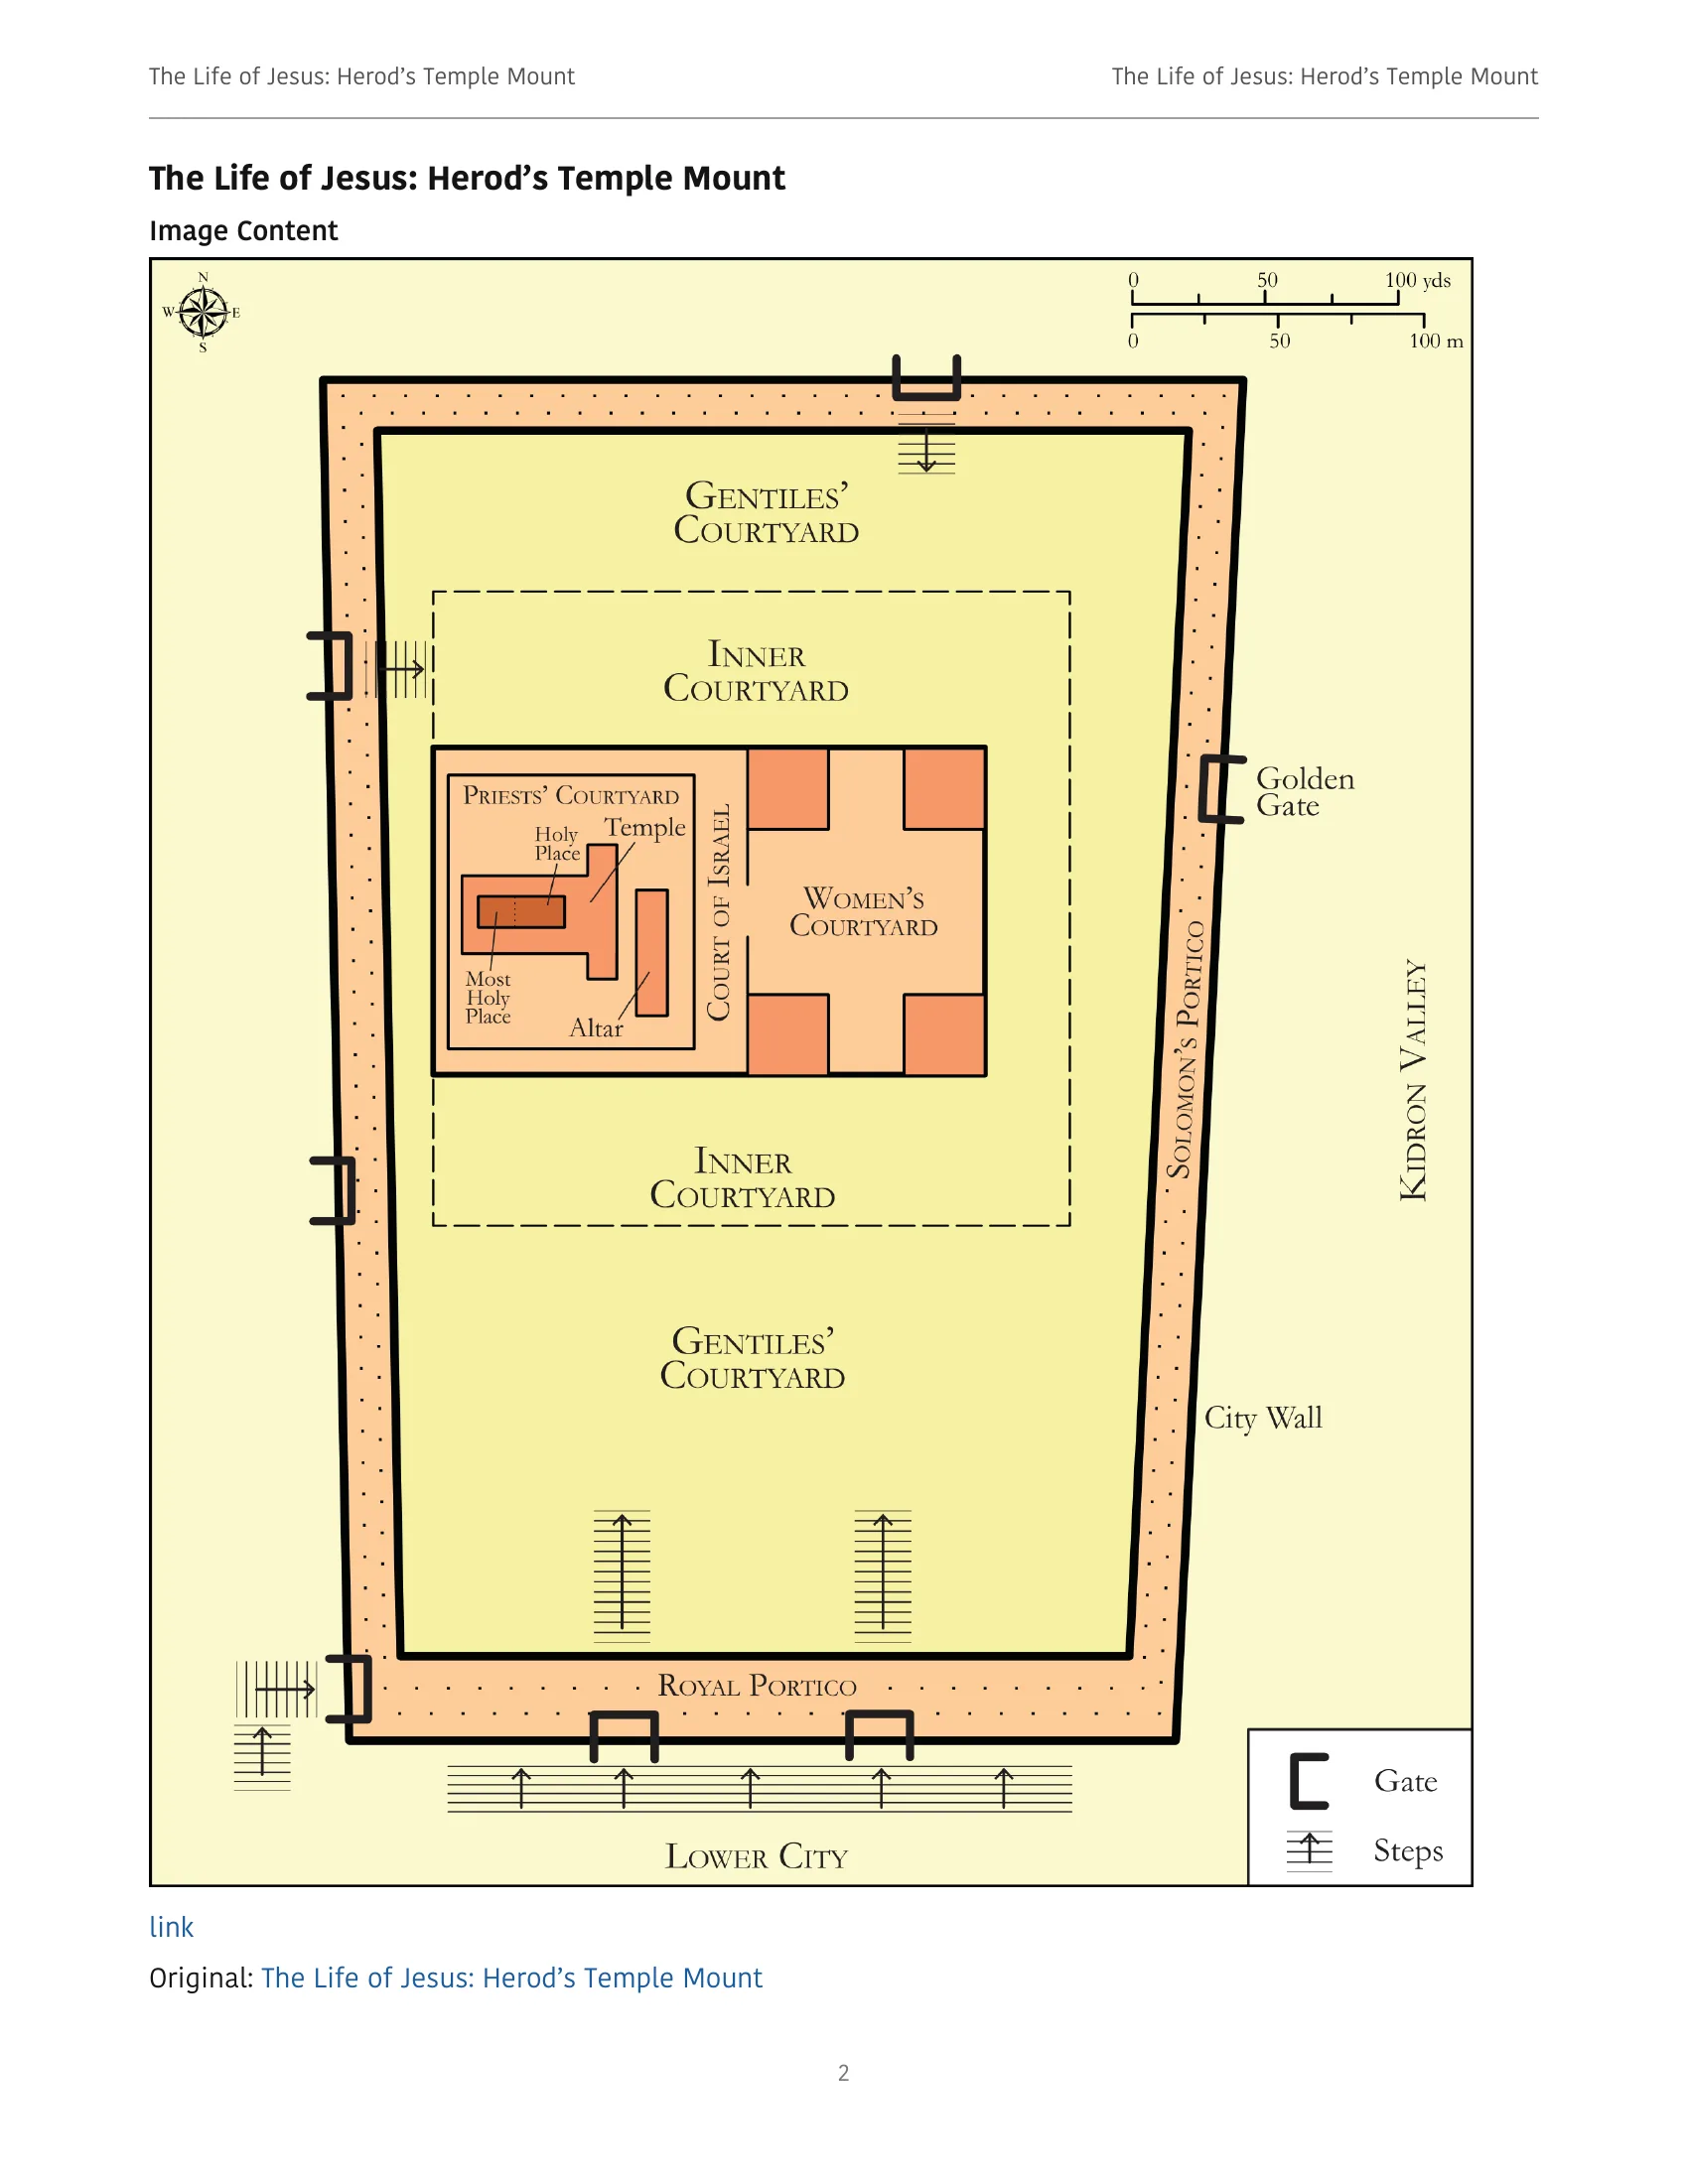 The Life of Jesus: Herod’s Temple Mount
The Life of Jesus: Herod’s Temple Mount
The Life of Jesus: Herod’s Temple Mount
Image Content
N
W
E
S
0 50 100 yds
0 50 100 m
GENTILES’
COURTYARD
INNER
COURTYARD
Golden
Gate
PRIESTS’ COURTYARD
Holy
Place
Temple
Most
Holy
Place
Altar
COURT OF ISRAEL
WOMEN’S
COURTYARD
SOLOMON’S PORTICO
KIDRON VALLEY
INNER
COURTYARD
GENTILES’
COURTYARD
City Wall
ROYAL PORTICO
LOWER CITY
Gate
Steps
link
Original: The Life of Jesus: Herod’s Temple Mount
2